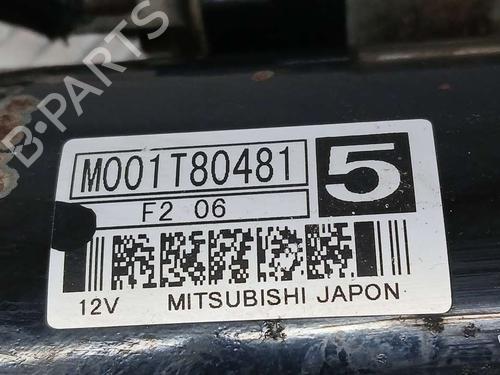 B-PARTS
M001T80481
5
F2 06
12V MITSUBISHI JAPON